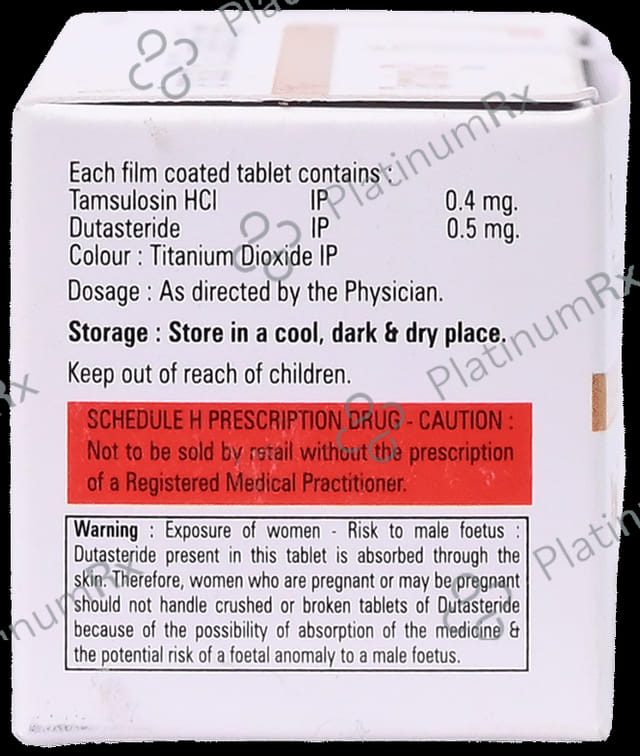 Each film coated tablet contains :
Tamsulosin HCl IP 0.4 mg.
Dutasteride IP 0.5 mg.
Colour : Titanium Dioxide IP
Dosage : As directed by the Physician.
Storage : Store in a cool, dark & dry place.
Keep out of reach of children.
SCHEDULE H PRESCRIPTION DRUG - CAUTION :
Not to be sold by retail without the prescription
of a Registered Medical Practitioner.
Warning : Exposure of women - Risk to male foetus :
Dutasteride present in this tablet is absorbed through the
skin. Therefore, women who are pregnant or may be pregnant
should not handle crushed or broken tablets of Dutasteride
because of the possibility of absorption of the medicine &
the potential risk of a foetal anomaly to a male foetus.
PlatinumRx
PlatinumRx